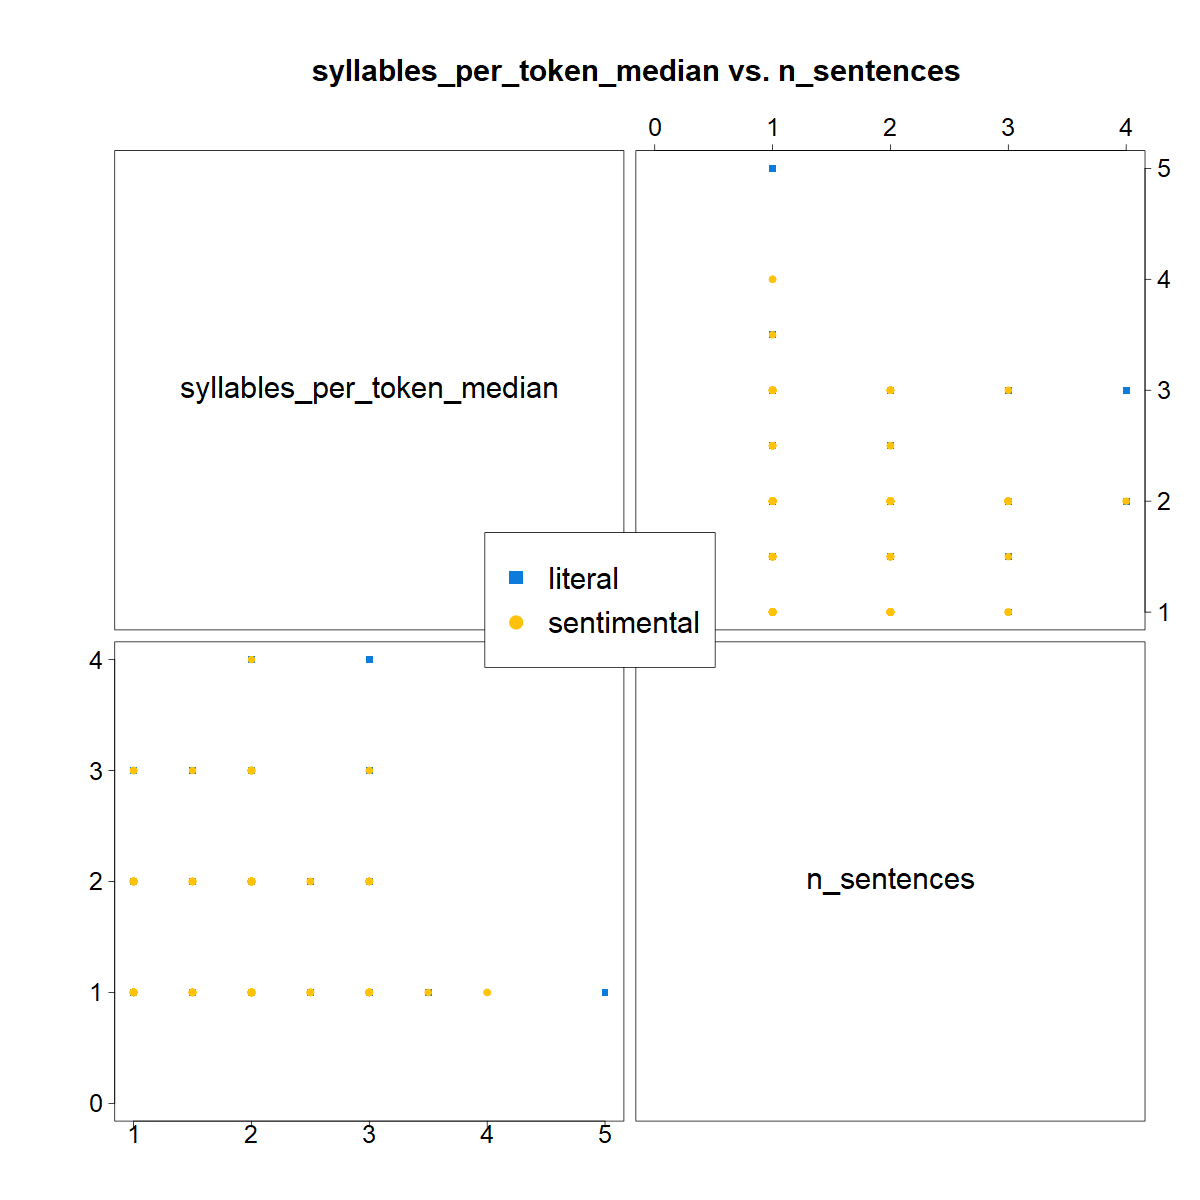 syllables_per_token_median vs. n_sentences
0 1 2 3 4
5
4
syllables_per_token_median
3
2
literal
sentimental
1
4
3
2
n_sentences
1
0
1 2 3 4 5